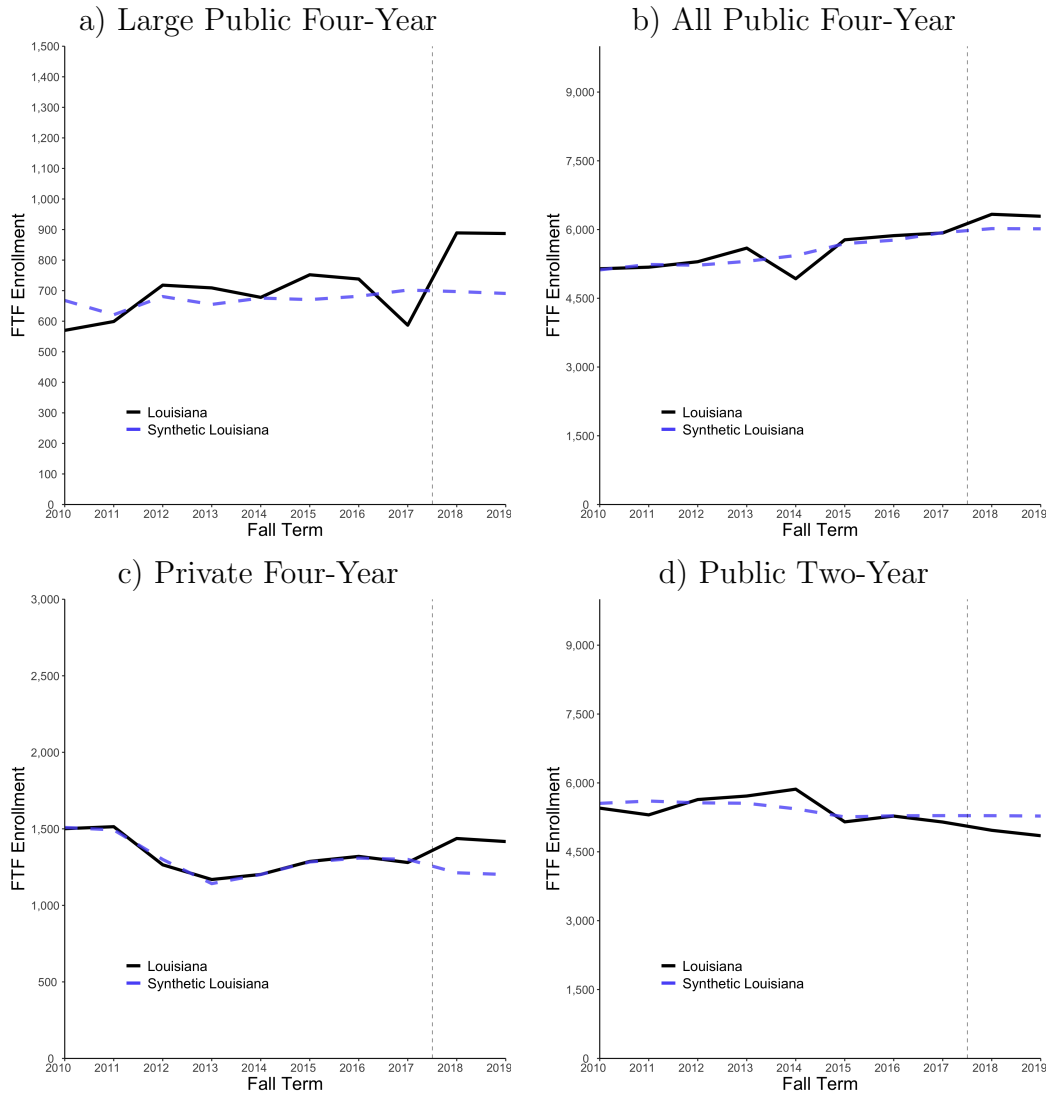 a) Large Public Four-Year
1,500
1,400
1,300
1,200
1,100
1,000
900
800
700
600
500
400
300
200
100
0
FTF Enrollment
Louisiana
Synthetic Louisiana
2010 2011 2012 2013 2014 2015 2016 2017 2018 2019
Fall Term
b) All Public Four-Year
9,000
7,500
6,000
4,500
3,000
1,500
0
FTF Enrollment
Louisiana
Synthetic Louisiana
2010 2011 2012 2013 2014 2015 2016 2017 2018 2019
Fall Term
c) Private Four-Year
3,000
2,500
2,000
1,500
1,000
500
0
FTF Enrollment
Louisiana
Synthetic Louisiana
2010 2011 2012 2013 2014 2015 2016 2017 2018 2019
Fall Term
d) Public Two-Year
9,000
7,500
6,000
4,500
3,000
1,500
0
FTF Enrollment
Louisiana
Synthetic Louisiana
2010 2011 2012 2013 2014 2015 2016 2017 2018 2019
Fall Term